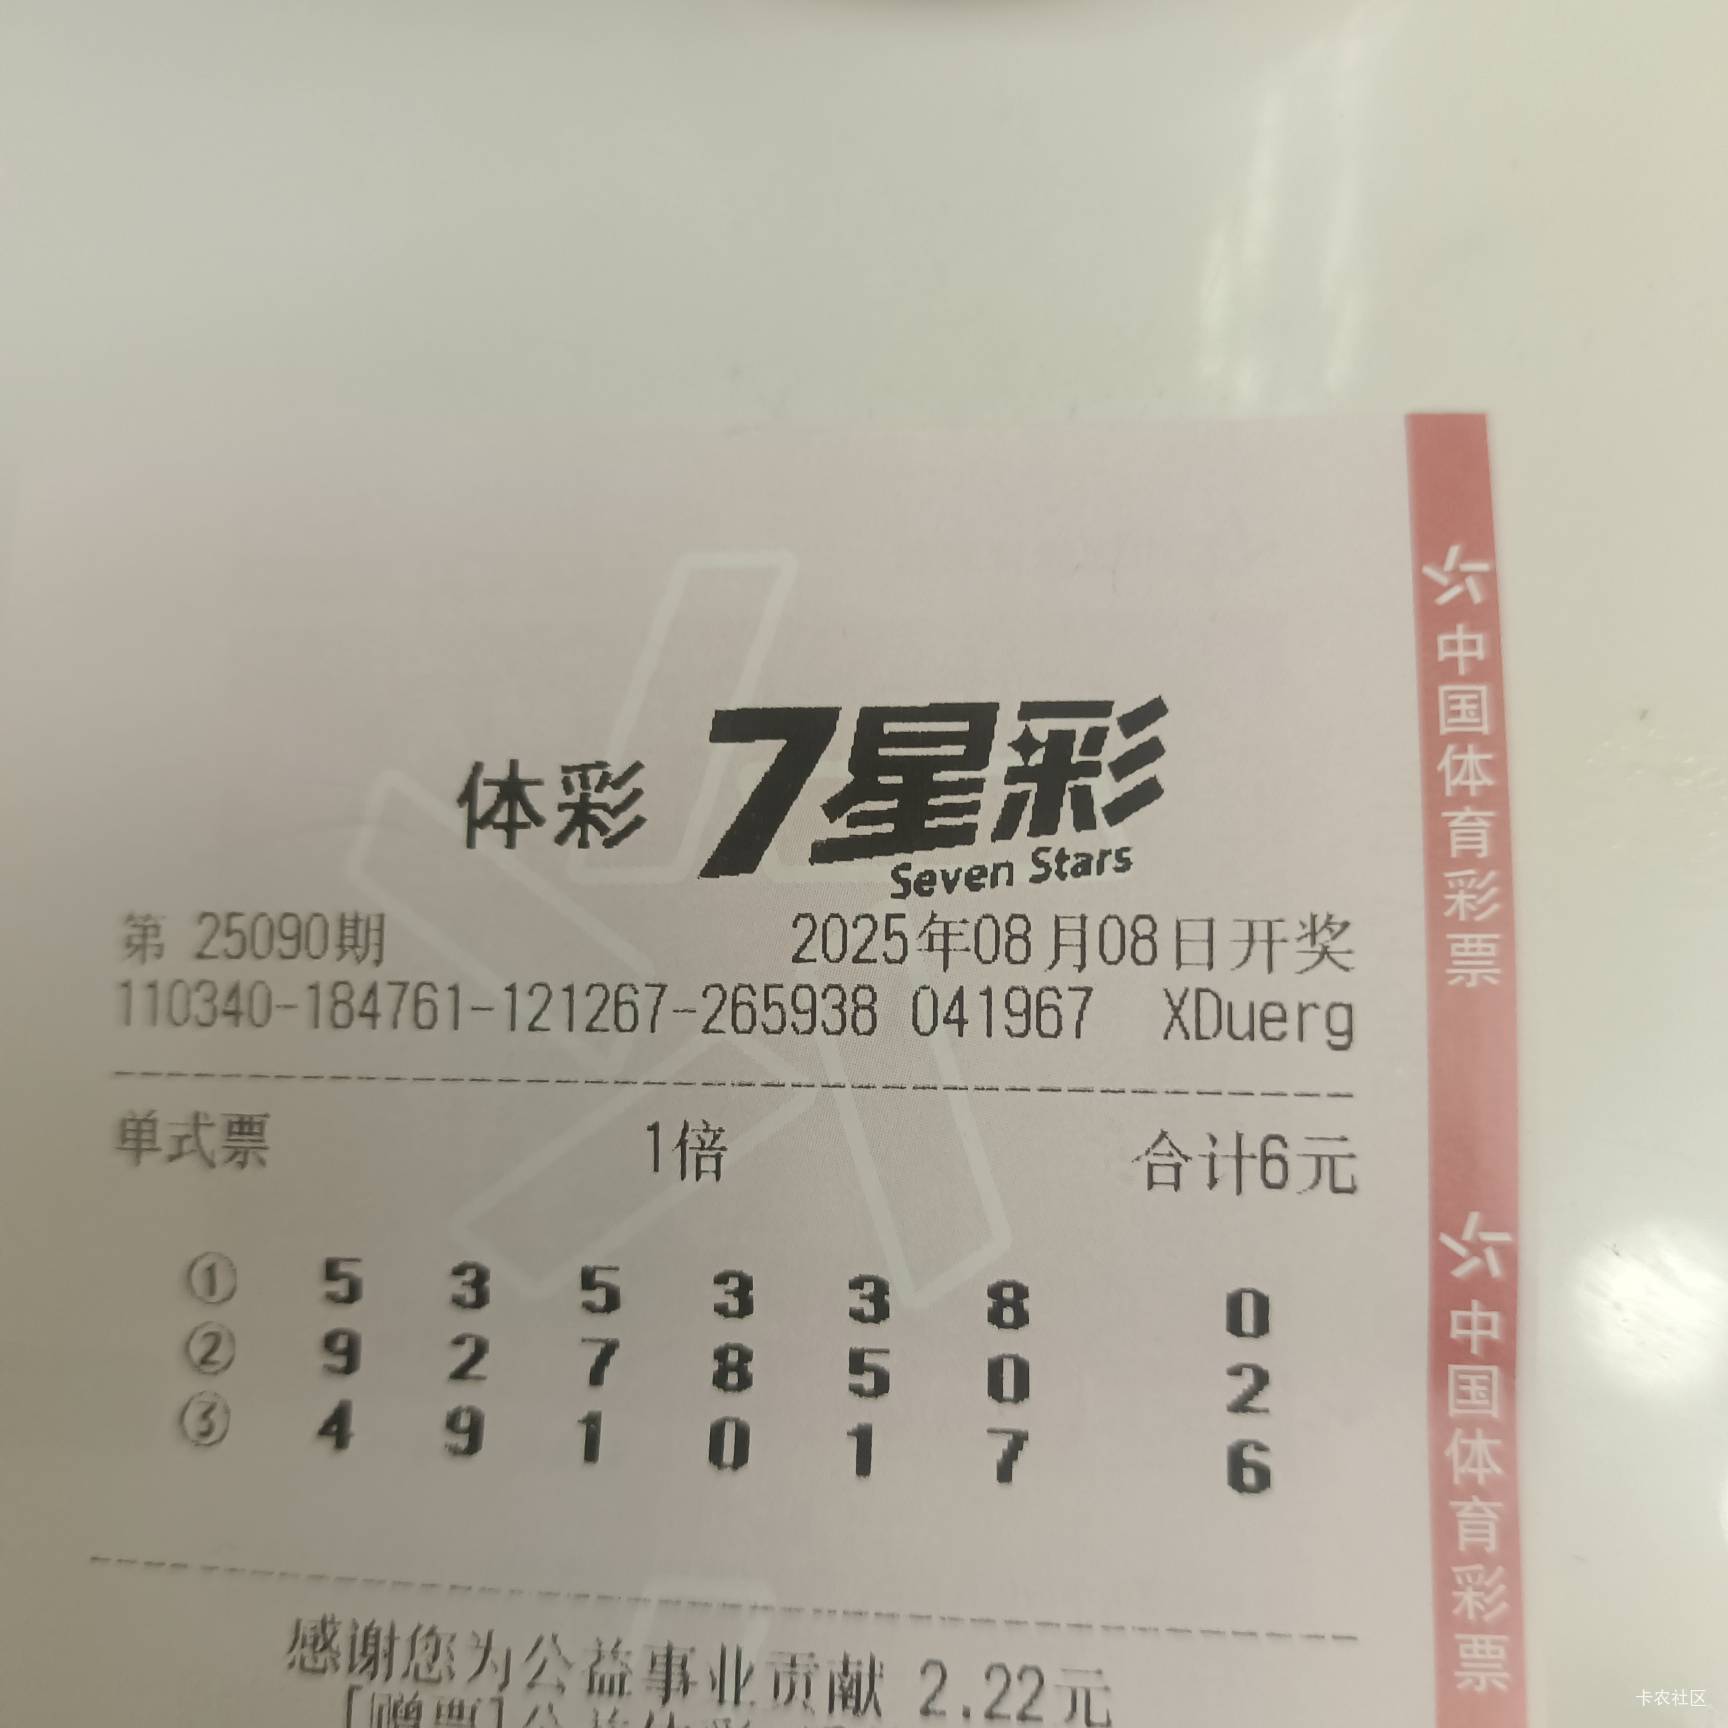 体彩 7星彩
Seven Stars
第 25090期 2025年08月08日开奖
110340-184761-121267-265938 041967 XDuerg
单式票 1倍 合计6元
① 5 3 5 3 3 8 0
② 9 2 7 8 5 0 2
③ 4 9 1 0 1 7 6
感谢您为公益事业贡献 2.22元
中国体育彩票
中国体育彩票
卡农社区